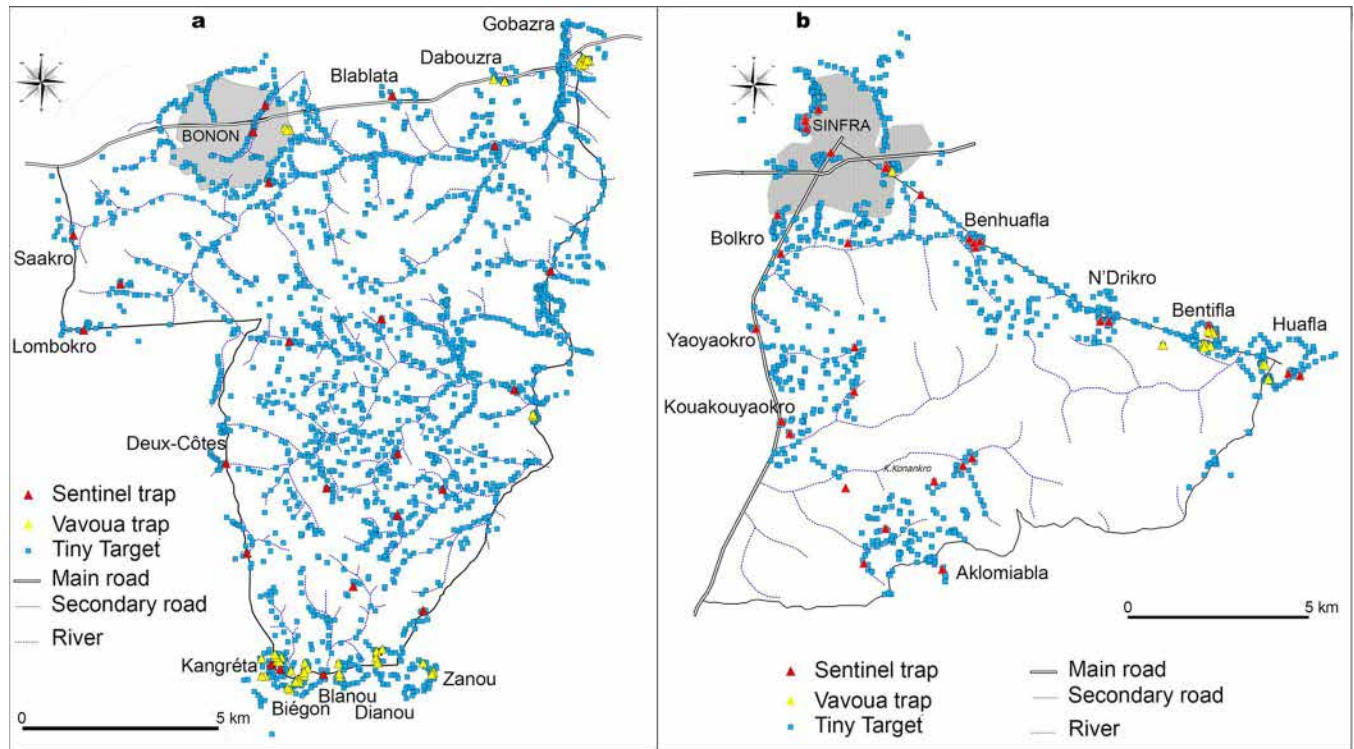 a
Gobazra
Dabouzra
Blablata
BONON
Saakro
Lombokro
Deux-Côtes
Sentinel trap
Vavoua trap
Tiny Target
Main road
Secondary road
River
Kangréta
Zanou
Blanou
Biégon
Dianou
0 5 km
b
SINFRA
Benhuafla
Bolkro
N'Drikro
Bentifla
Huafla
Yaoyaokro
Kouakouyaokro
K.Konankro
Aklomiabla
0 5 km
Sentinel trap
Vavoua trap
Tiny Target
Main road
Secondary road
River